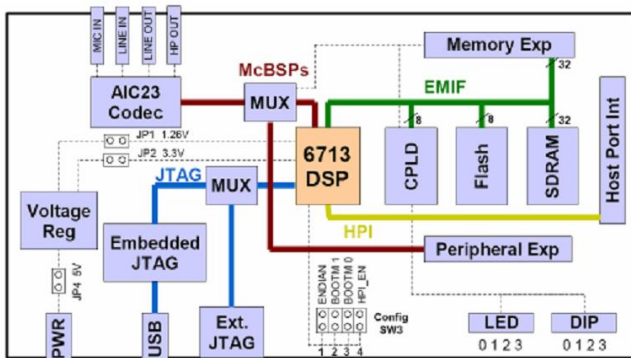 MIC IN
LINE IN
LINE OUT
HP OUT
AIC23
Codec
McBSPs
MUX
Memory Exp
32
EMIF
JP1 1.26V
JP2 3.3V
6713
DSP
8
CPLD
8
Flash
32
SDRAM
Host Port Int
JTAG
MUX
Voltage
Reg
Embedded
JTAG
HPI
Peripheral Exp
JP4 5V
ENDIAN
BOOTM 1
BOOTM 0
HPI_EN
Config
SW3
1 2 3 4
PWR
USB
Ext.
JTAG
LED
DIP
0 1 2 3
0 1 2 3